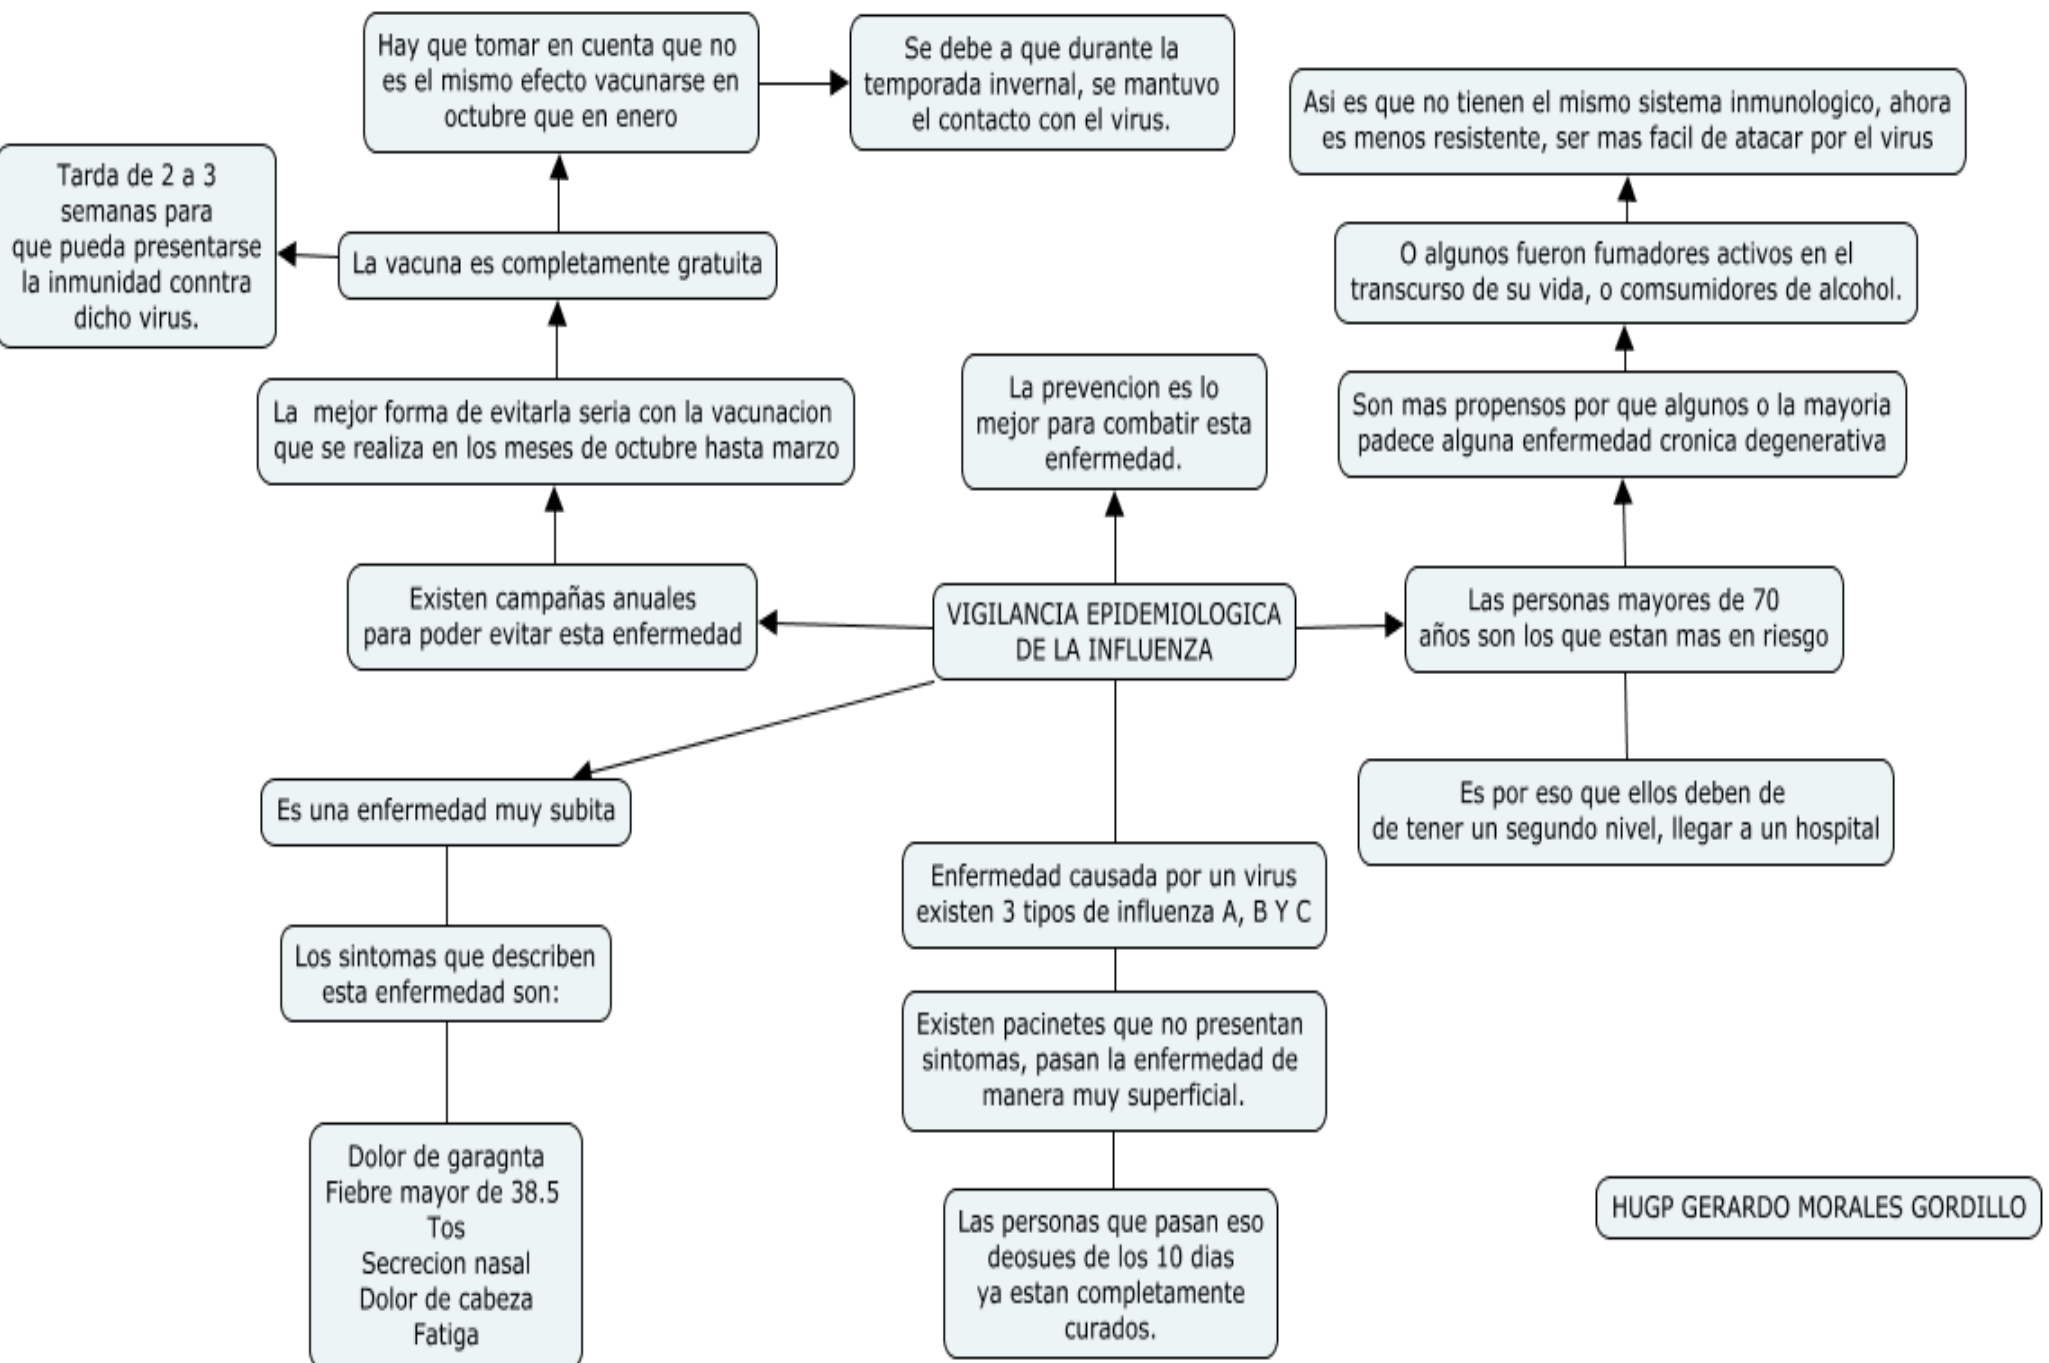 Hay que tomar en cuenta que no
es el mismo efecto vacunarse en
octubre que en enero
Se debe a que durante la
temporada invernal, se mantuvo
el contacto con el virus.
Asi es que no tienen el mismo sistema inmunologico, ahora
es menos resistente, ser mas facil de atacar por el virus
Tarda de 2 a 3
semanas para
que pueda presentarse
la inmunidad conntra
dicho virus.
La vacuna es completamente gratuita
O algunos fueron fumadores activos en el
transcurso de su vida, o comsumidores de alcohol.
La mejor forma de evitarla seria con la vacunacion
que se realiza en los meses de octubre hasta marzo
La prevencion es lo
mejor para combatir esta
enfermedad.
Son mas propensos por que algunos o la mayoria
padece alguna enfermedad cronica degenerativa
Existen campañas anuales
para poder evitar esta enfermedad
VIGILANCIA EPIDEMIOLOGICA
DE LA INFLUENZA
Las personas mayores de 70
años son los que estan mas en riesgo
Es una enfermedad muy subita
Es por eso que ellos deben de
de tener un segundo nivel, llegar a un hospital
Enfermedad causada por un virus
existen 3 tipos de influenza A, B Y C
Los sintomas que describen
esta enfermedad son:
Existen pacinetes que no presentan
sintomas, pasan la enfermedad de
manera muy superficial.
Dolor de garagnta
Fiebre mayor de 38.5
Tos
Secrecion nasal
Dolor de cabeza
Fatiga
Las personas que pasan eso
deosues de los 10 dias
ya estan completamente
curados.
HUGP GERARDO MORALES GORDILLO